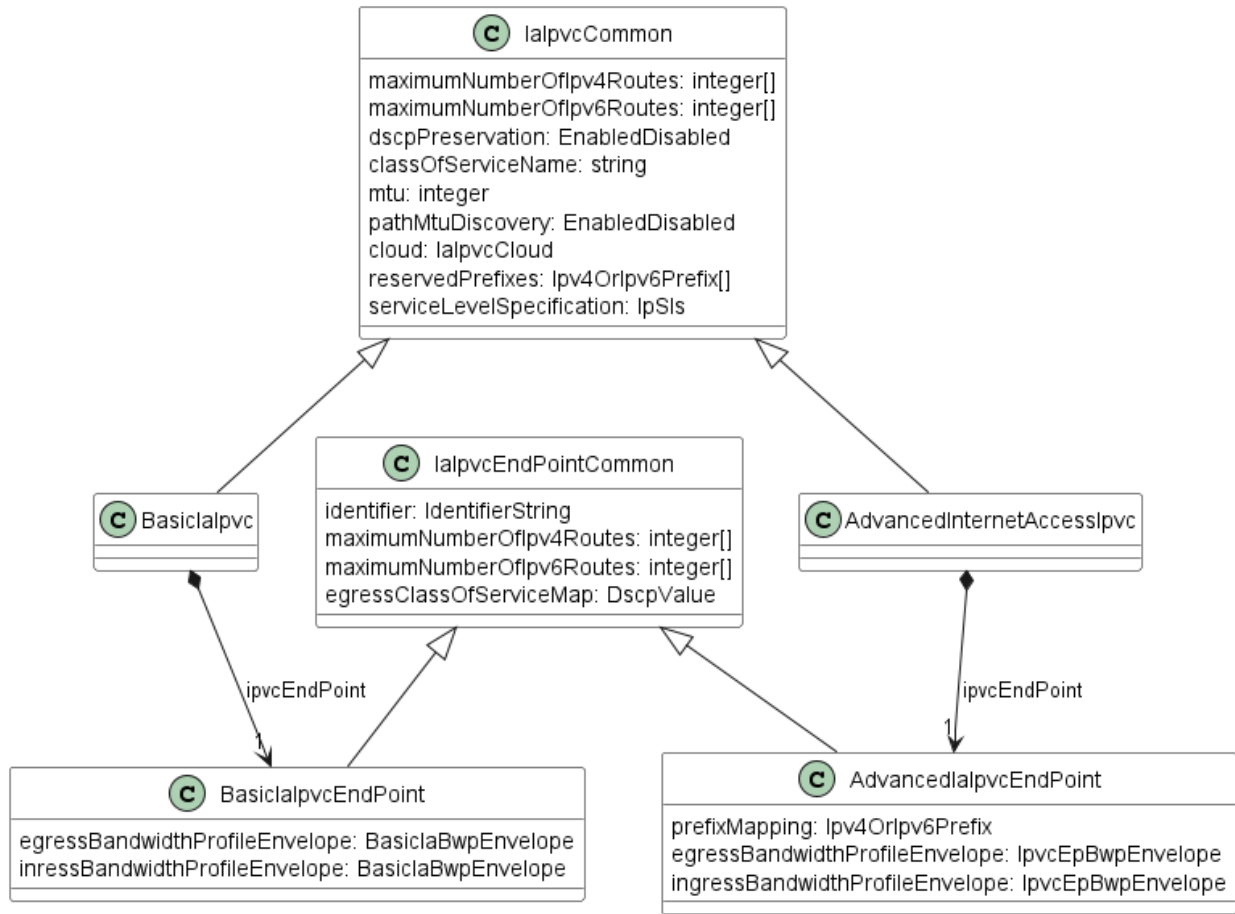 C IaIpvcCommon
maximumNumberOfIpv4Routes: integer[]
maximumNumberOfIpv6Routes: integer[]
dscpPreservation: EnabledDisabled
classOfServiceName: string
mtu: integer
pathMtuDiscovery: EnabledDisabled
cloud: IaIpvcCloud
reservedPrefixes: Ipv4OrIpv6Prefix[]
serviceLevelSpecification: IpSls
C IaIpvcEndPointCommon
identifier: IdentifierString
maximumNumberOfIpv4Routes: integer[]
maximumNumberOfIpv6Routes: integer[]
egressClassOfServiceMap: DscpValue
C BasicIaIpvc
C AdvancedInternetAccessIpvc
ipvcEndPoint
1
ipvcEndPoint
1
C BasicIaIpvcEndPoint
egressBandwidthProfileEnvelope: BasicIaBwpEnvelope
inressBandwidthProfileEnvelope: BasicIaBwpEnvelope
C AdvancedIaIpvcEndPoint
prefixMapping: Ipv4OrIpv6Prefix
egressBandwidthProfileEnvelope: IpvcEpBwpEnvelope
ingressBandwidthProfileEnvelope: IpvcEpBwpEnvelope